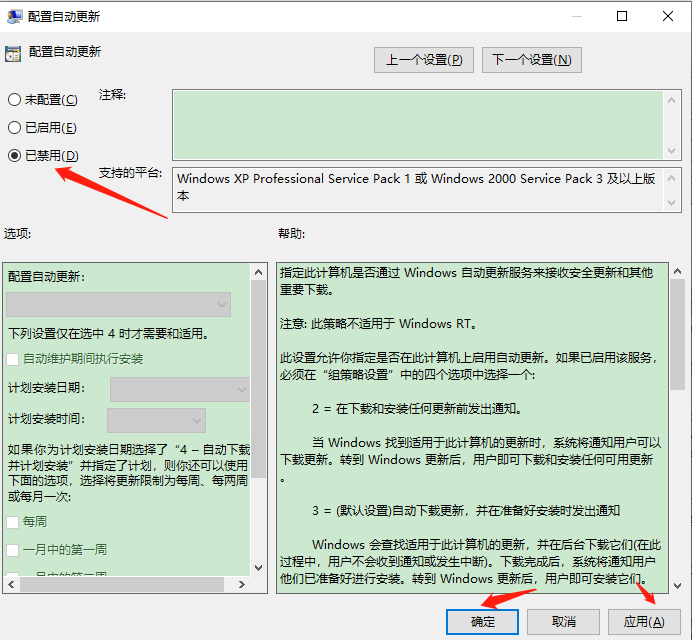 配置自动更新
配置自动更新
上一个设置(P)
下一个设置(N)
未配置(C)
注释:
已启用(E)
已禁用(D)
支持的平台:
Windows XP Professional Service Pack 1 或 Windows 2000 Service Pack 3 及以上版
本
选项:
帮助:
配置自动更新:
下列设置仅在选中 4 时才需要和适用。
自动维护期间执行安装
计划安装日期:
计划安装时间:
如果你为计划安装日期选择了“4 – 自动下载
并计划安装”并指定了计划，则你还可以使用
下面的选项，选择将更新限制为每周、每两周
或每月一次:
每周
一月中的第一周
一月中的第二周
指定此计算机是否通过 Windows 自动更新服务来接收安全更新和其他
重要下载。
注意: 此策略不适用于 Windows RT。
此设置允许你指定是否在此计算机上启用自动更新。如果已启用该服务，
必须在“组策略设置”中的四个选项中选择一个:
2 = 在下载和安装任何更新前发出通知。
当 Windows 找到适用于此计算机的更新时，系统将通知用户可以
下载更新。转到 Windows 更新后，用户即可下载和安装任何可用更新
。
3 = (默认设置)自动下载更新，并在准备好安装时发出通知
Windows 会查找适用于此计算机的更新，并在后台下载它们(在此
过程中，用户不会收到通知或发生中断)。下载完成后，系统将通知用户
他们已准备好进行安装。转到 Windows 更新后，用户即可安装它们。
确定
取消
应用(A)